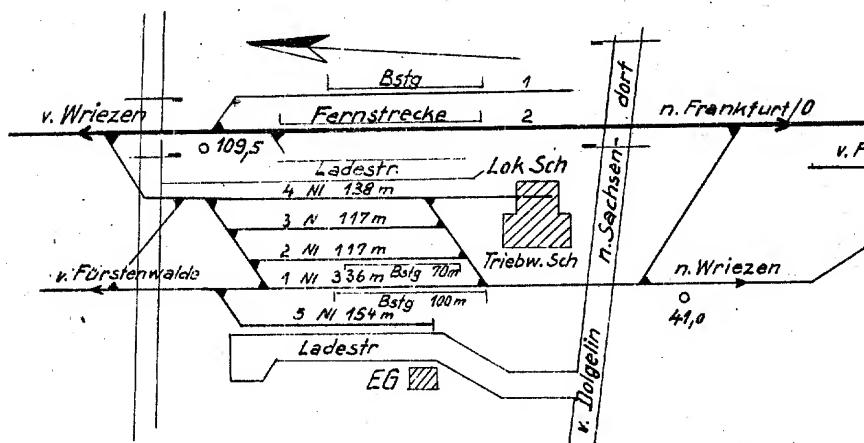 Bstg 1
v. Wriezen
Fernstrecke 2
n. Frankfurt/O
109,5
Ladestr.
Lok Sch
v. F
4 Nl 138 m
3 N 117 m
2 Nl 117 m
Triebw. Sch
v. Fürstenwalde
1 Nl 336 m
Bstg 70 m
n. Wriezen
Bstg 100 m
41,0
5 Nl 154 m
Ladestr
EG
v. Dolgelin
n. Sachsen-
dorf